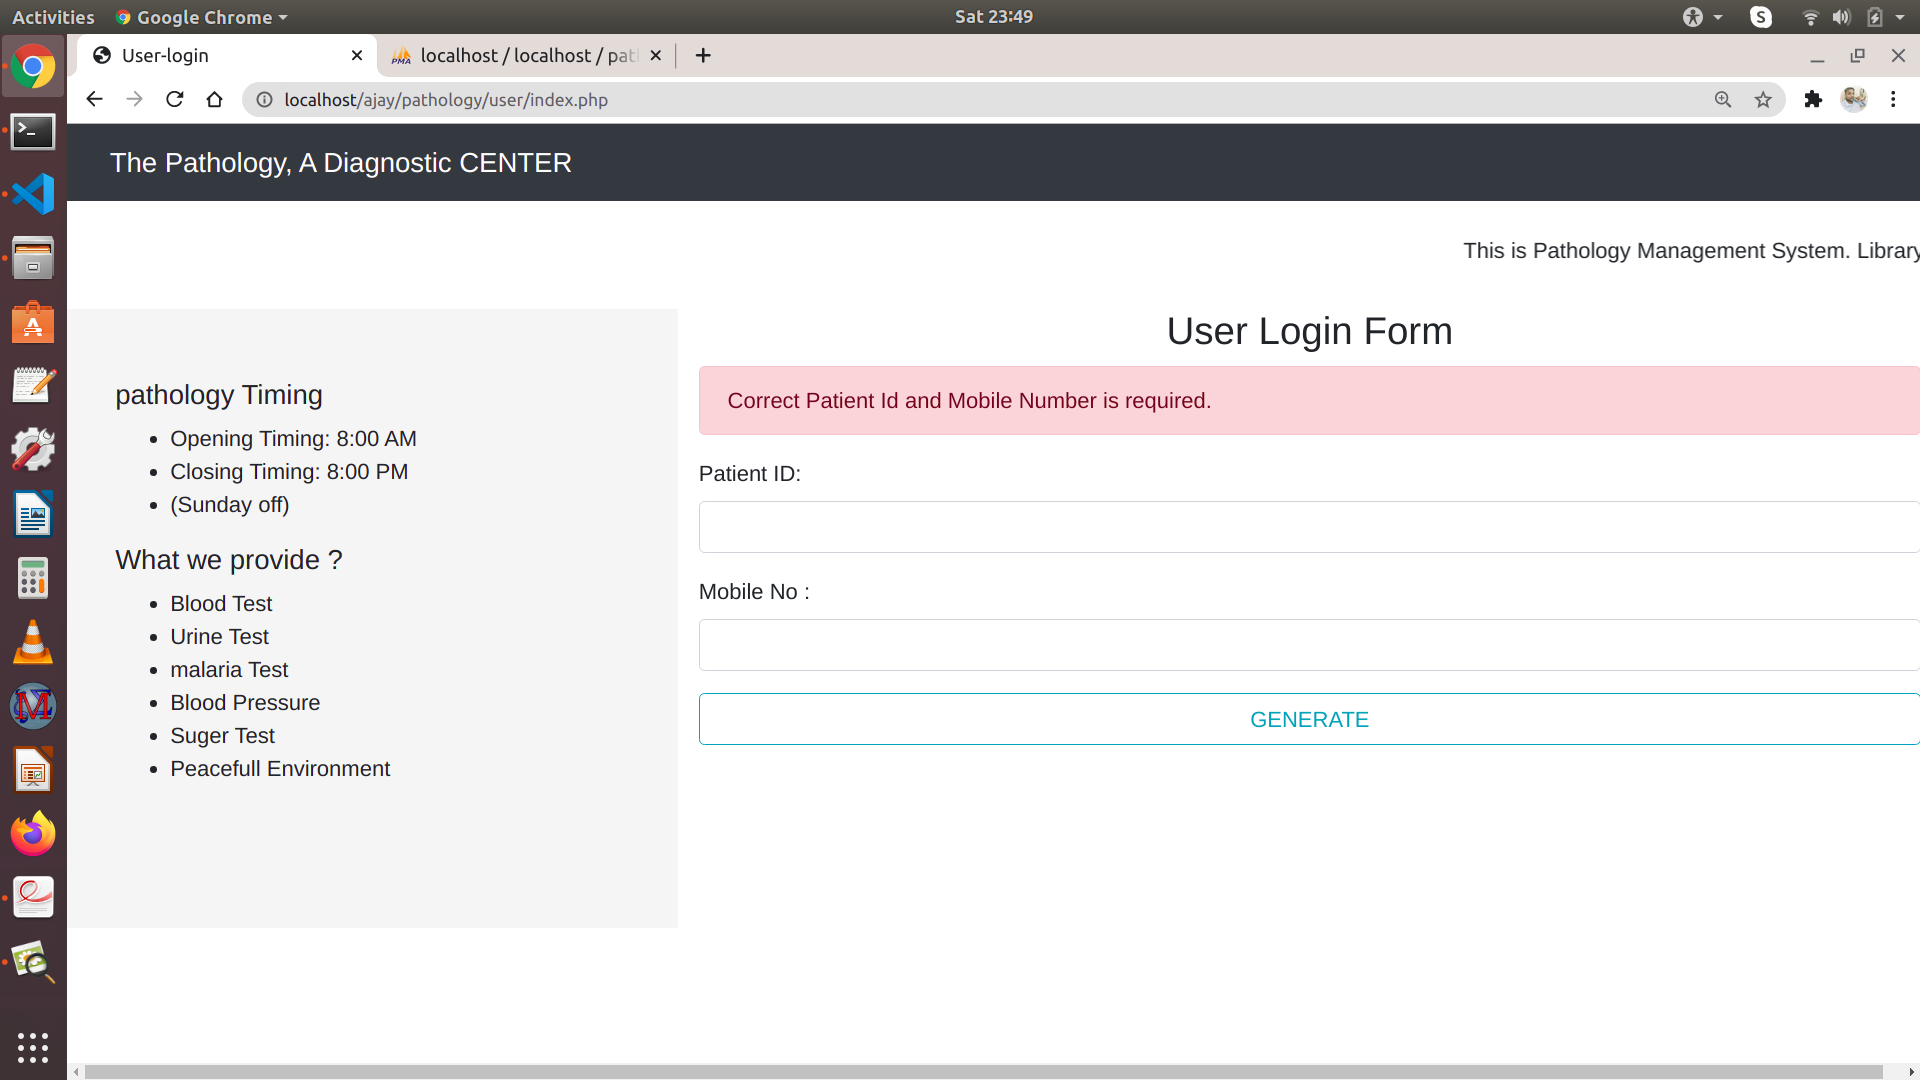 Activities
Google Chrome
Sat 23:49
User-login
localhost / localhost / pat
localhost/ajay/pathology/user/index.php
The Pathology, A Diagnostic CENTER
This is Pathology Management System. Library
pathology Timing
Opening Timing: 8:00 AM
Closing Timing: 8:00 PM
(Sunday off)
What we provide ?
Blood Test
Urine Test
malaria Test
Blood Pressure
Suger Test
Peacefull Environment
User Login Form
Correct Patient Id and Mobile Number is required.
Patient ID:
Mobile No :
GENERATE